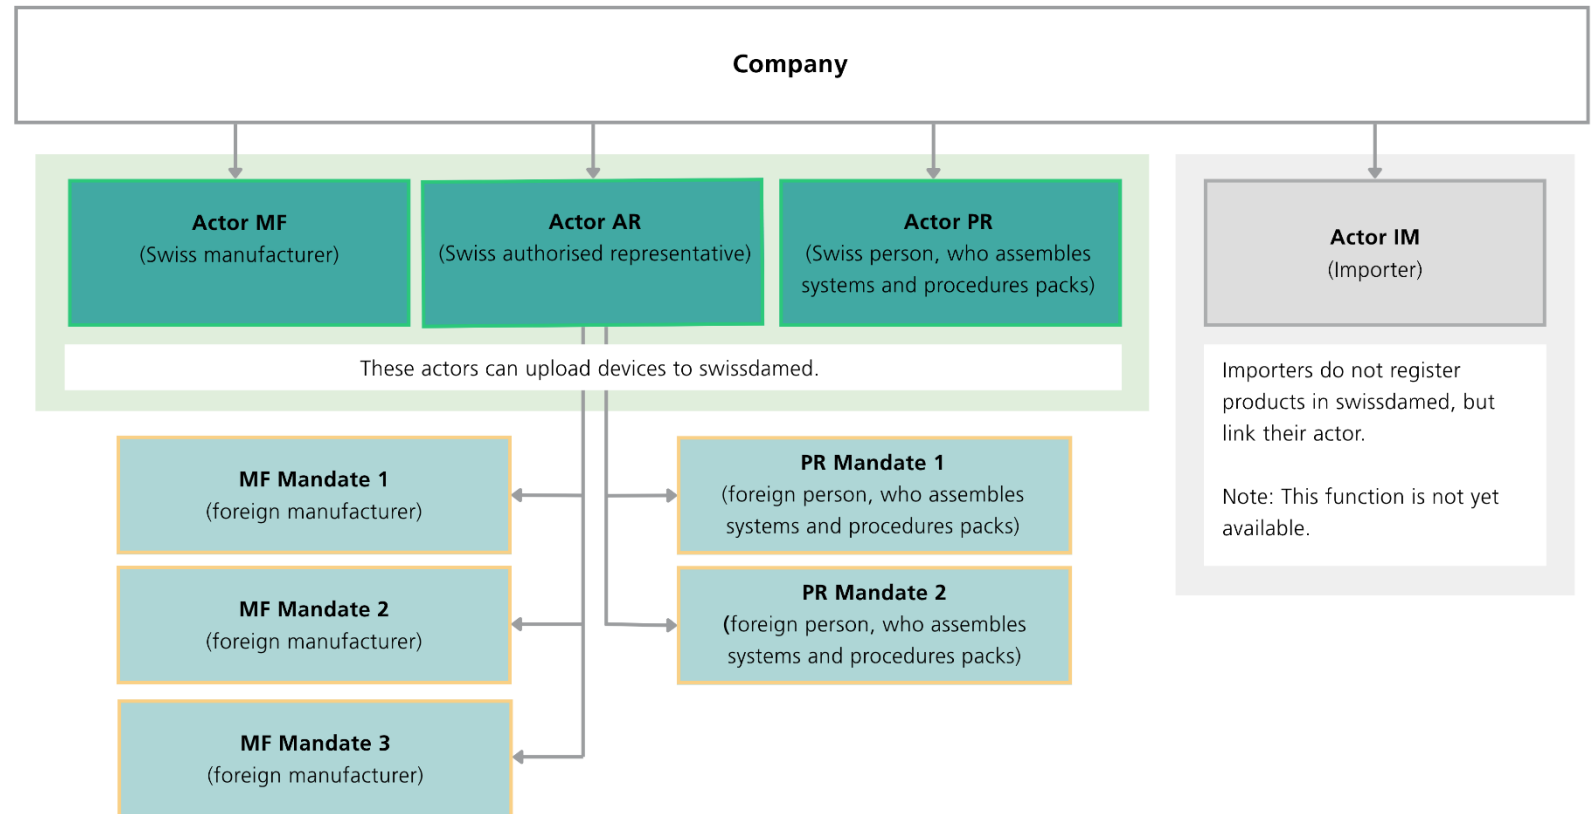 Company
Actor MF
(Swiss manufacturer)
Actor AR
(Swiss authorised representative)
Actor PR
(Swiss person, who assembles
systems and procedures packs)
Actor IM
(Importer)
These actors can upload devices to swissdamed.
Importers do not register
products in swissdamed, but
link their actor.
Note: This function is not yet
available.
MF Mandate 1
(foreign manufacturer)
PR Mandate 1
(foreign person, who assembles
systems and procedures packs)
MF Mandate 2
(foreign manufacturer)
PR Mandate 2
(foreign person, who assembles
systems and procedures packs)
MF Mandate 3
(foreign manufacturer)